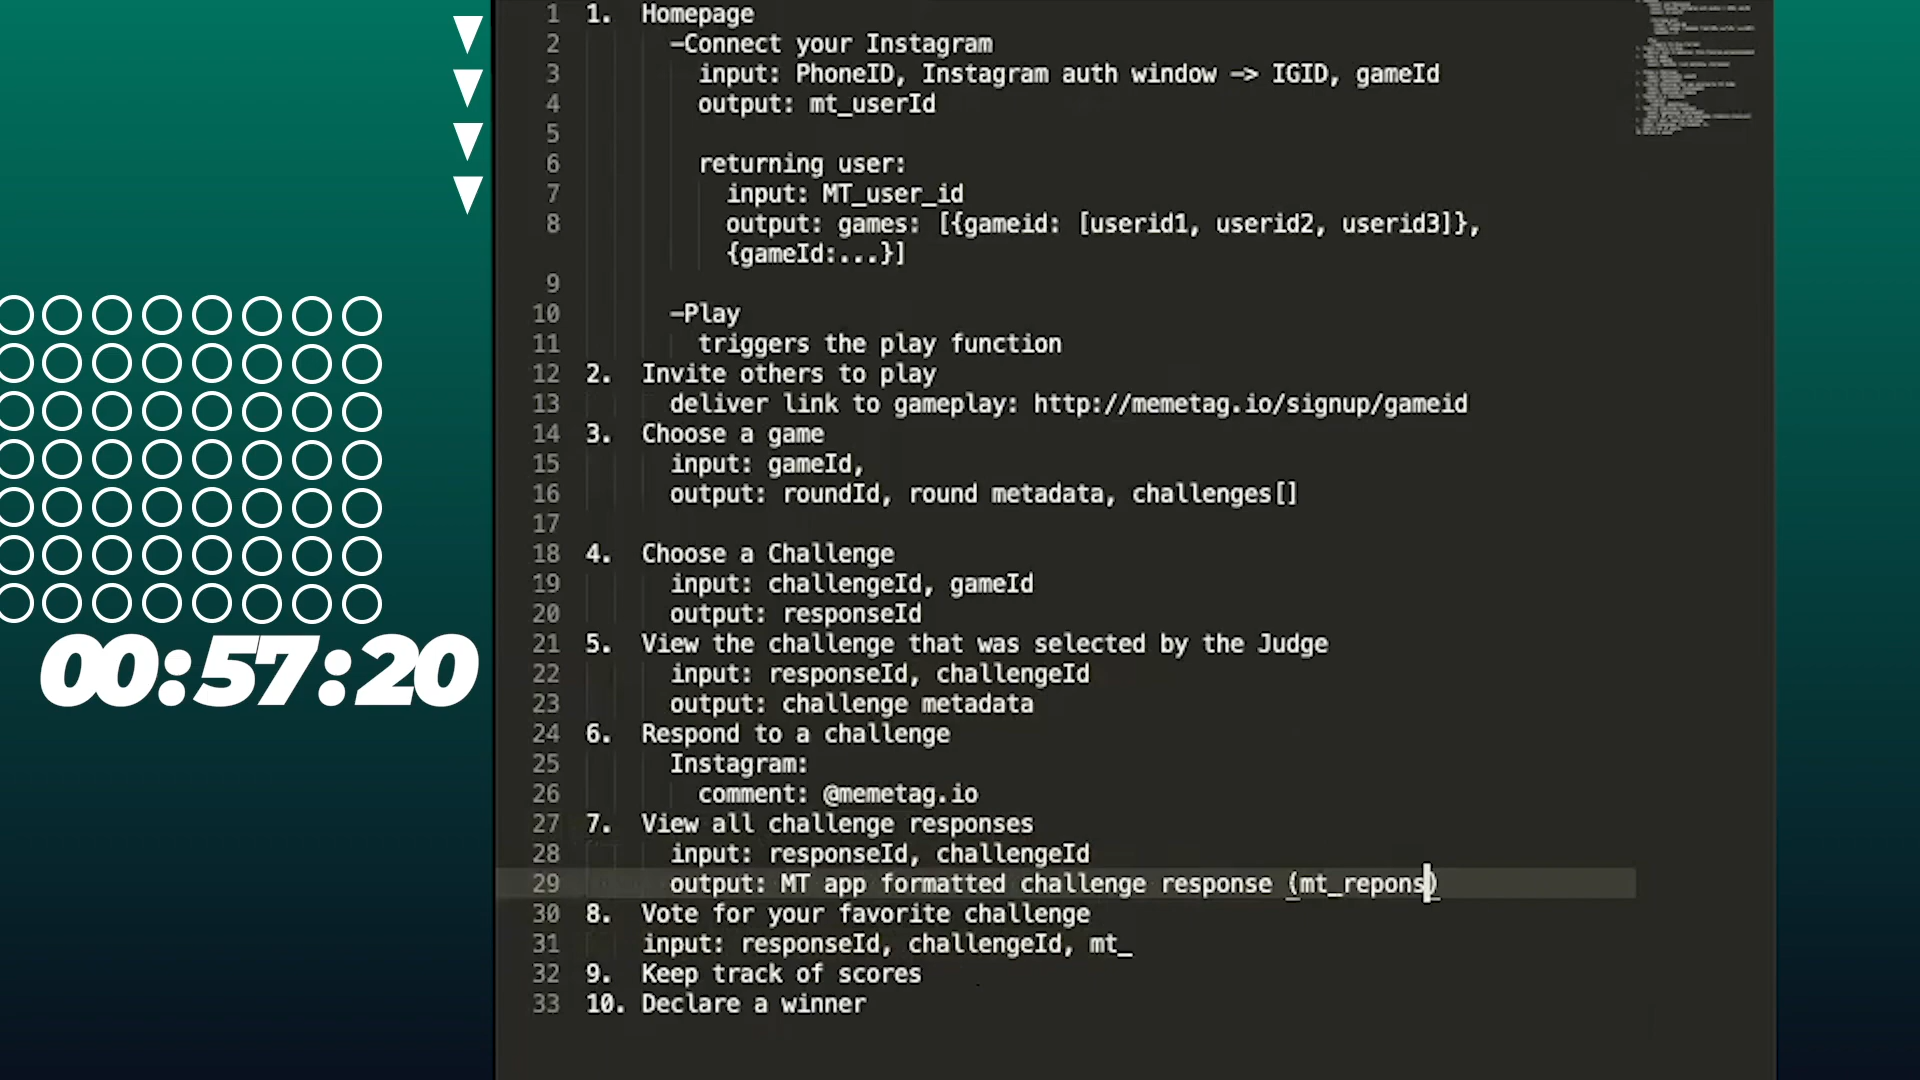 1 1. Homepage
2 -Connect your Instagram
3 input: PhoneID, Instagram auth window -> IGID, gameId
4 output: mt_userId
5
6 returning user:
7 input: MT_user_id
8 output: games: [{gameid: [userid1, userid2, userid3]},
{gameId:...}]
9
10 -Play
11 triggers the play function
12 2. Invite others to play
13 deliver link to gameplay: http://memetag.io/signup/gameid
14 3. Choose a game
15 input: gameId,
16 output: roundId, round metadata, challenges[]
17
18 4. Choose a Challenge
19 input: challengeId, gameId
20 output: responseId
21 5. View the challenge that was selected by the Judge
22 input: responseId, challengeId
23 output: challenge metadata
24 6. Respond to a challenge
25 Instagram:
26 comment: @memetag.io
27 7. View all challenge responses
28 input: responseId, challengeId
29 output: MT app formatted challenge response (mt_repons)
30 8. Vote for your favorite challenge
31 input: responseId, challengeId, mt_
32 9. Keep track of scores
33 10. Declare a winner
00:57:20